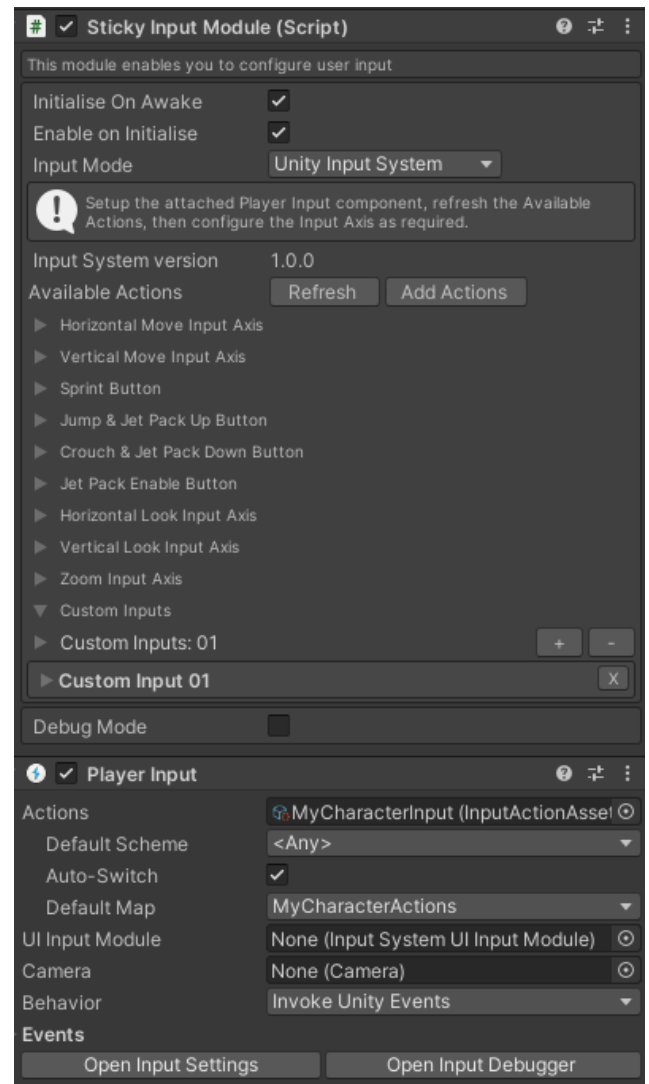 Sticky Input Module (Script)
This module enables you to configure user input
Initialise On Awake
Enable on Initialise
Input Mode Unity Input System
Setup the attached Player Input component, refresh the Available
Actions, then configure the Input Axis as required.
Input System version 1.0.0
Available Actions Refresh Add Actions
Horizontal Move Input Axis
Vertical Move Input Axis
Sprint Button
Jump & Jet Pack Up Button
Crouch & Jet Pack Down Button
Jet Pack Enable Button
Horizontal Look Input Axis
Vertical Look Input Axis
Zoom Input Axis
Custom Inputs
Custom Inputs: 01 + -
Custom Input 01 X
Debug Mode
Player Input
Actions MyCharacterInput (InputActionAsset
Default Scheme <Any>
Auto-Switch
Default Map MyCharacterActions
UI Input Module None (Input System UI Input Module)
Camera None (Camera)
Behavior Invoke Unity Events
Events
Open Input Settings Open Input Debugger